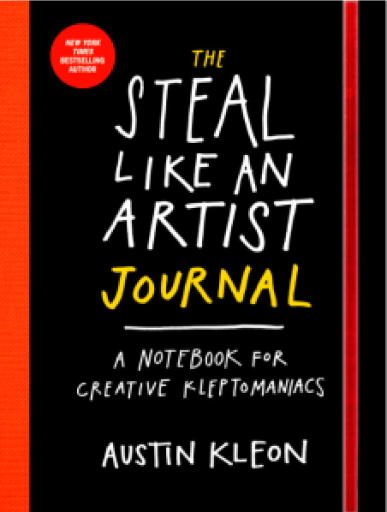 NEW YORK
TIMES
BESTSELLING
AUTHOR
THE
STEAL
LIKE AN
ARTIST
JOURNAL
A NOTEBOOK FOR
CREATIVE KLEPTOMANIACS
AUSTIN KLEON